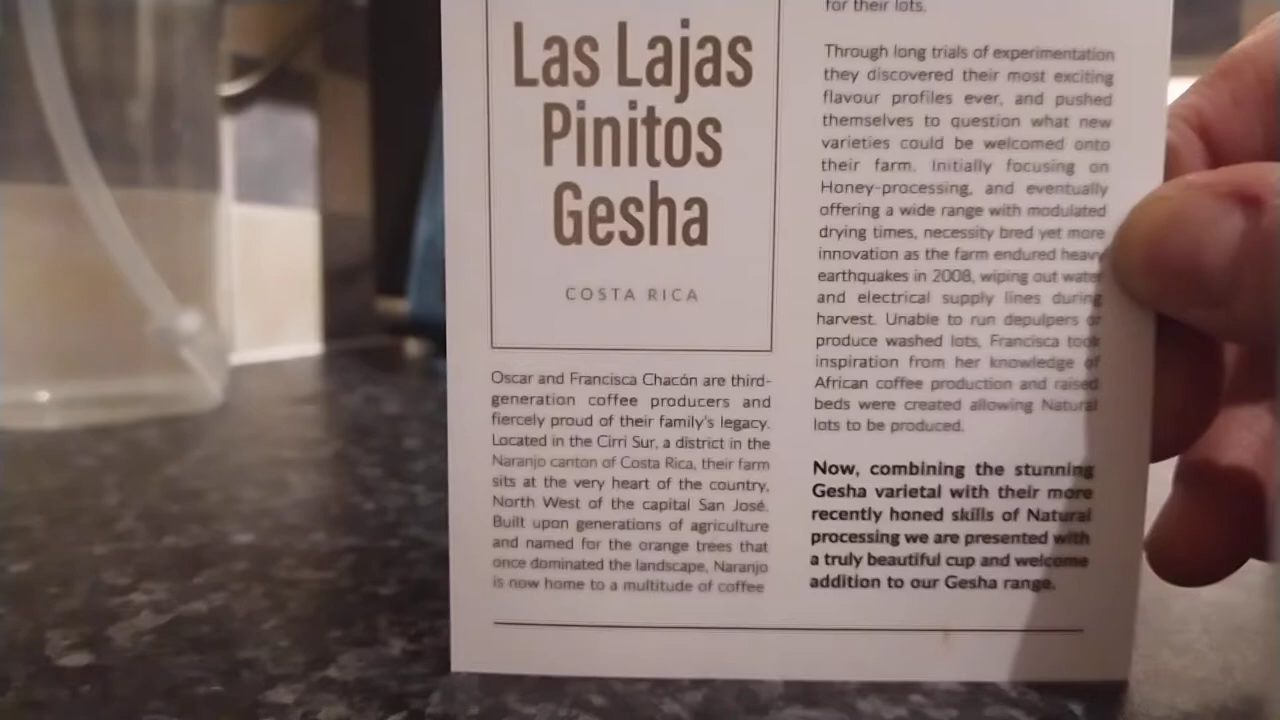 Las Lajas
Pinitos
Gesha
COSTA RICA
Oscar and Francisca Chacón are third-
generation coffee producers and
fiercely proud of their family's legacy.
Located in the Cirri Sur, a district in the
Naranjo canton of Costa Rica, their farm
sits at the very heart of the country,
North West of the capital San José.
Built upon generations of agriculture
and named for the orange trees that
once dominated the landscape, Naranjo
is now home to a multitude of coffee
for their lots.
Through long trials of experimentation
they discovered their most exciting
flavour profiles ever, and pushed
themselves to question what new
varieties could be welcomed onto
their farm. Initially focusing on
Honey-processing, and eventually
offering a wide range with modulated
drying times, necessity bred yet more
innovation as the farm endured heavy
earthquakes in 2008, wiping out water
and electrical supply lines during
harvest. Unable to run depulpers or
produce washed lots, Francisca took
inspiration from her knowledge of
African coffee production and raised
beds were created allowing Natural
lots to be produced.
Now, combining the stunning
Gesha varietal with their more
recently honed skills of Natural
processing we are presented with
a truly beautiful cup and welcome
addition to our Gesha range.